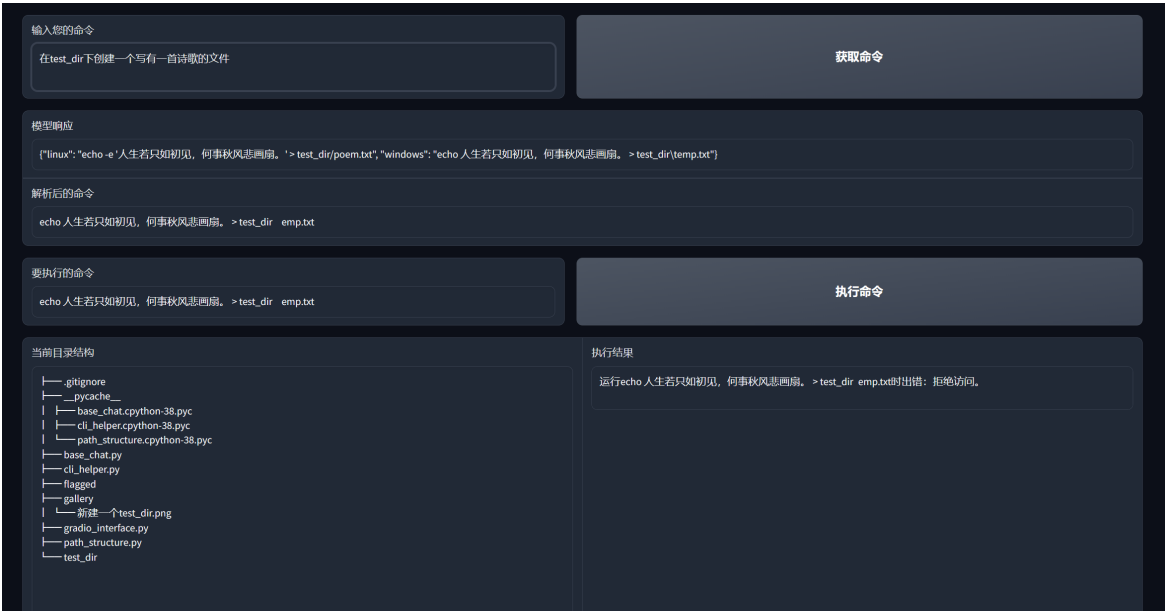 输入您的命令
在test_dir下创建一个写有一首诗歌的文件
获取命令
模型响应
{"linux": "echo -e '人生若只如初见，何事秋风悲画扇。' > test_dir/poem.txt", "windows": "echo 人生若只如初见，何事秋风悲画扇。 > test_dir\temp.txt"}
解析后的命令
echo 人生若只如初见，何事秋风悲画扇。 > test_dir	emp.txt
要执行的命令
echo 人生若只如初见，何事秋风悲画扇。 > test_dir	emp.txt
执行命令
当前目录结构
├── .gitignore
├── __pycache__
│ ├── base_chat.cpython-38.pyc
│ ├── cli_helper.cpython-38.pyc
│ └── path_structure.cpython-38.pyc
├── base_chat.py
├── cli_helper.py
├── flagged
├── gallery
│ └── 新建一个test_dir.png
├── gradio_interface.py
├── path_structure.py
└── test_dir
执行结果
运行echo 人生若只如初见，何事秋风悲画扇。 > test_dir emp.txt时出错：拒绝访问。